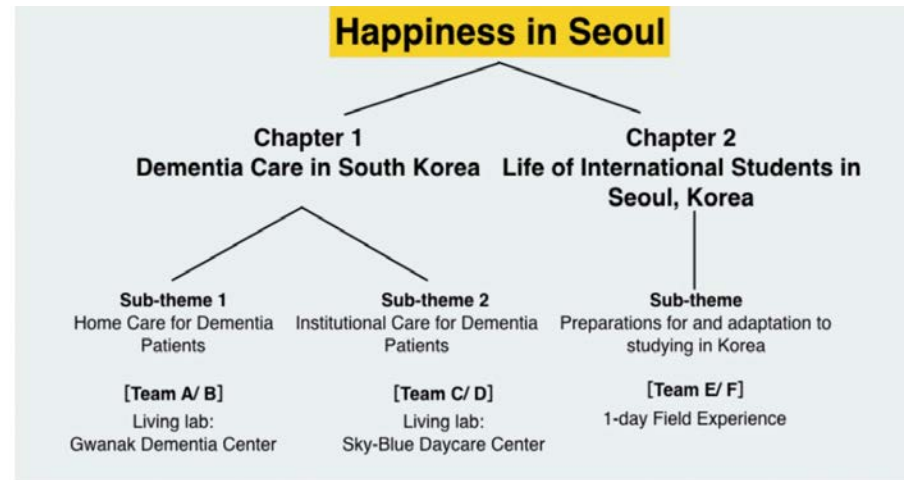 Happiness in Seoul
Chapter 1
Dementia Care in South Korea
Chapter 2
Life of International Students in
Seoul, Korea
Sub-theme 1
Home Care for Dementia
Patients
[Team A/ B]
Living lab:
Gwanak Dementia Center
Sub-theme 2
Institutional Care for Dementia
Patients
[Team C/ D]
Living lab:
Sky-Blue Daycare Center
Sub-theme
Preparations for and adaptation to
studying in Korea
[Team E/ F]
1-day Field Experience